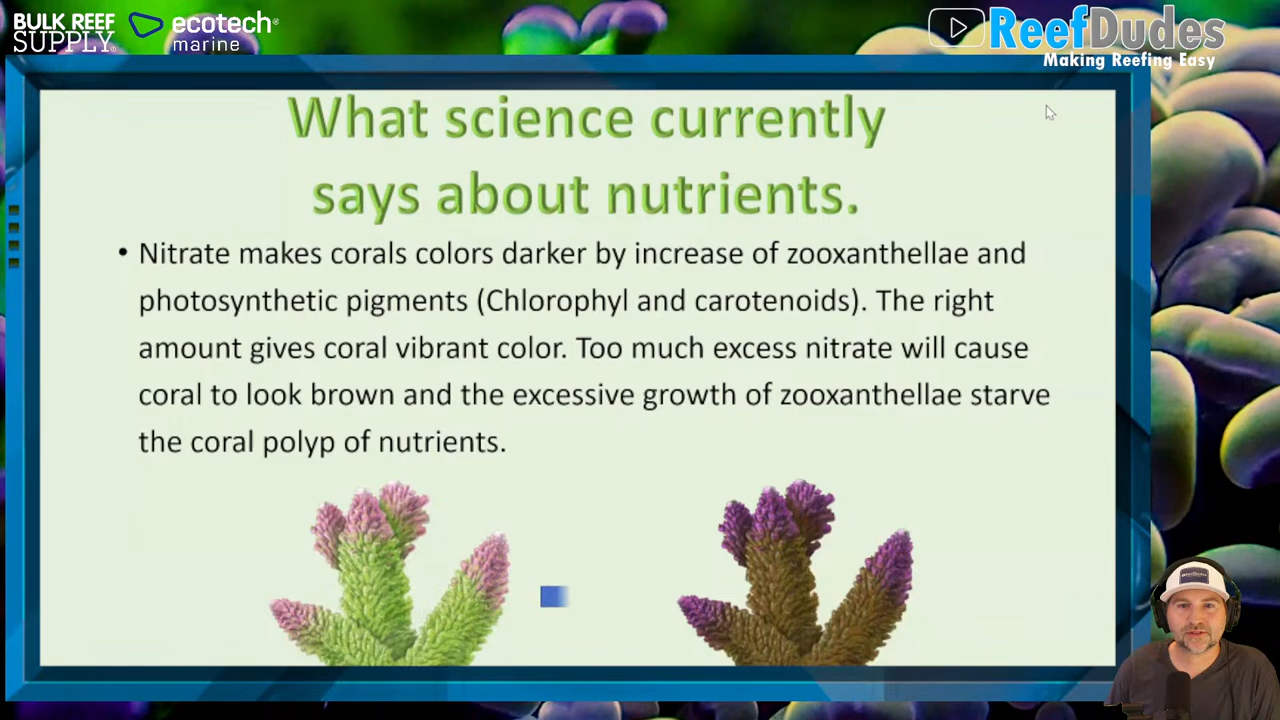 BULK REEF
SUPPLY®
ecotech®
marine
ReefDudes
Making Reefing Easy
What science currently
says about nutrients.
• Nitrate makes corals colors darker by increase of zooxanthellae and
photosynthetic pigments (Chlorophyl and carotenoids). The right
amount gives coral vibrant color. Too much excess nitrate will cause
coral to look brown and the excessive growth of zooxanthellae starve
the coral polyp of nutrients.